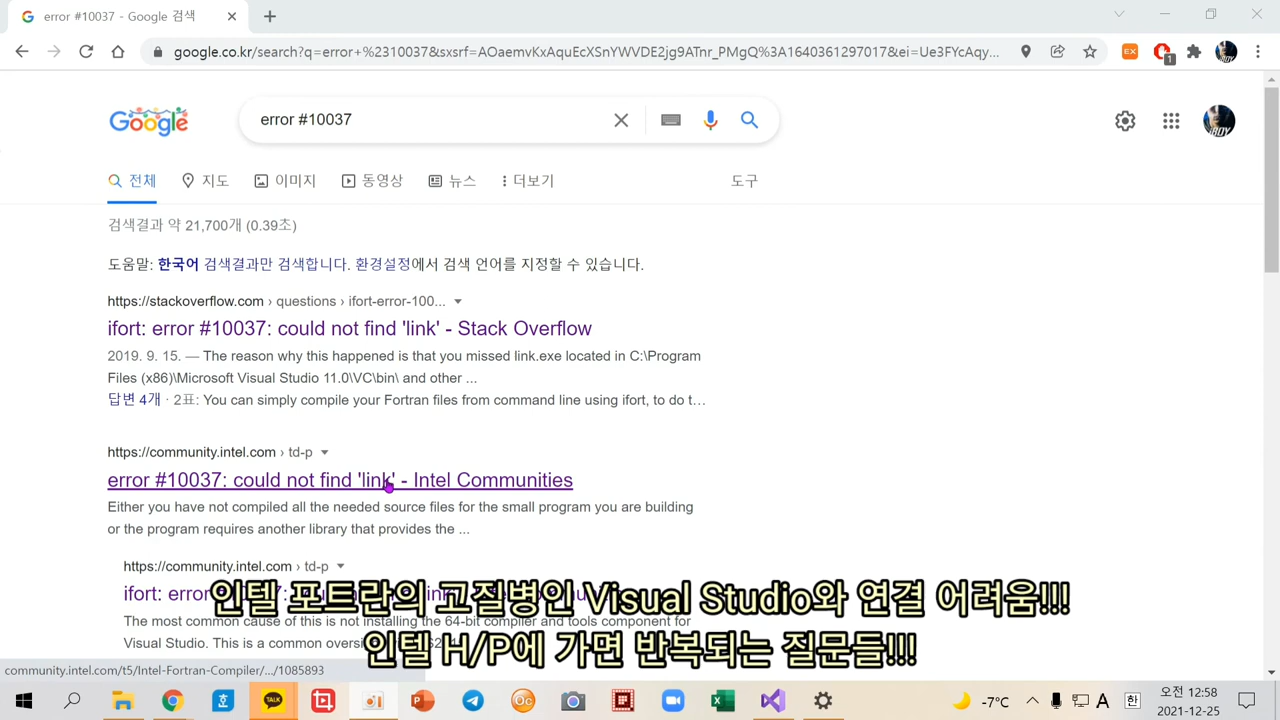 error #10037 - Google 검색
google.co.kr/search?q=error+%2310037&sxsrf=AOaemvKxAquEcXSnYWVDE2jg9ATnr_PMgQ%3A1640361297017&ei=Ue3FYcAqy...
EX
1
Google
error #10037
iBOY
전체
지도
이미지
동영상
뉴스
더보기
도구
검색결과 약 21,700개 (0.39초)
도움말: 한국어 검색결과만 검색합니다. 환경설정에서 검색 언어를 지정할 수 있습니다.
https://stackoverflow.com › questions › ifort-error-100...
ifort: error #10037: could not find 'link' - Stack Overflow
2019. 9. 15. — The reason why this happened is that you missed link.exe located in C:\Program
Files (x86)\Microsoft Visual Studio 11.0\VC\bin\ and other ...
답변 4개 · 2표: You can simply compile your Fortran files from command line using ifort, to do t…
https://community.intel.com › td-p
error #10037: could not find 'link' - Intel Communities
Either you have not compiled all the needed source files for the small program you are building
or the program requires another library that provides the ...
https://community.intel.com › td-p
ifort: erro
인텔 포트란의 고질병인 Visual Studio와 연결 어려움!!!
The most common cause of this is not installing the 64-bit compiler and tools component for
Visual Studio. This is a common
인텔 H/P에 가면 반복되는 질문들!!!
community.intel.com/t5/Intel-Fortran-Compiler/.../1085893
TALK
Oc
-7°C
A
한
오전 12:58
2021-12-25